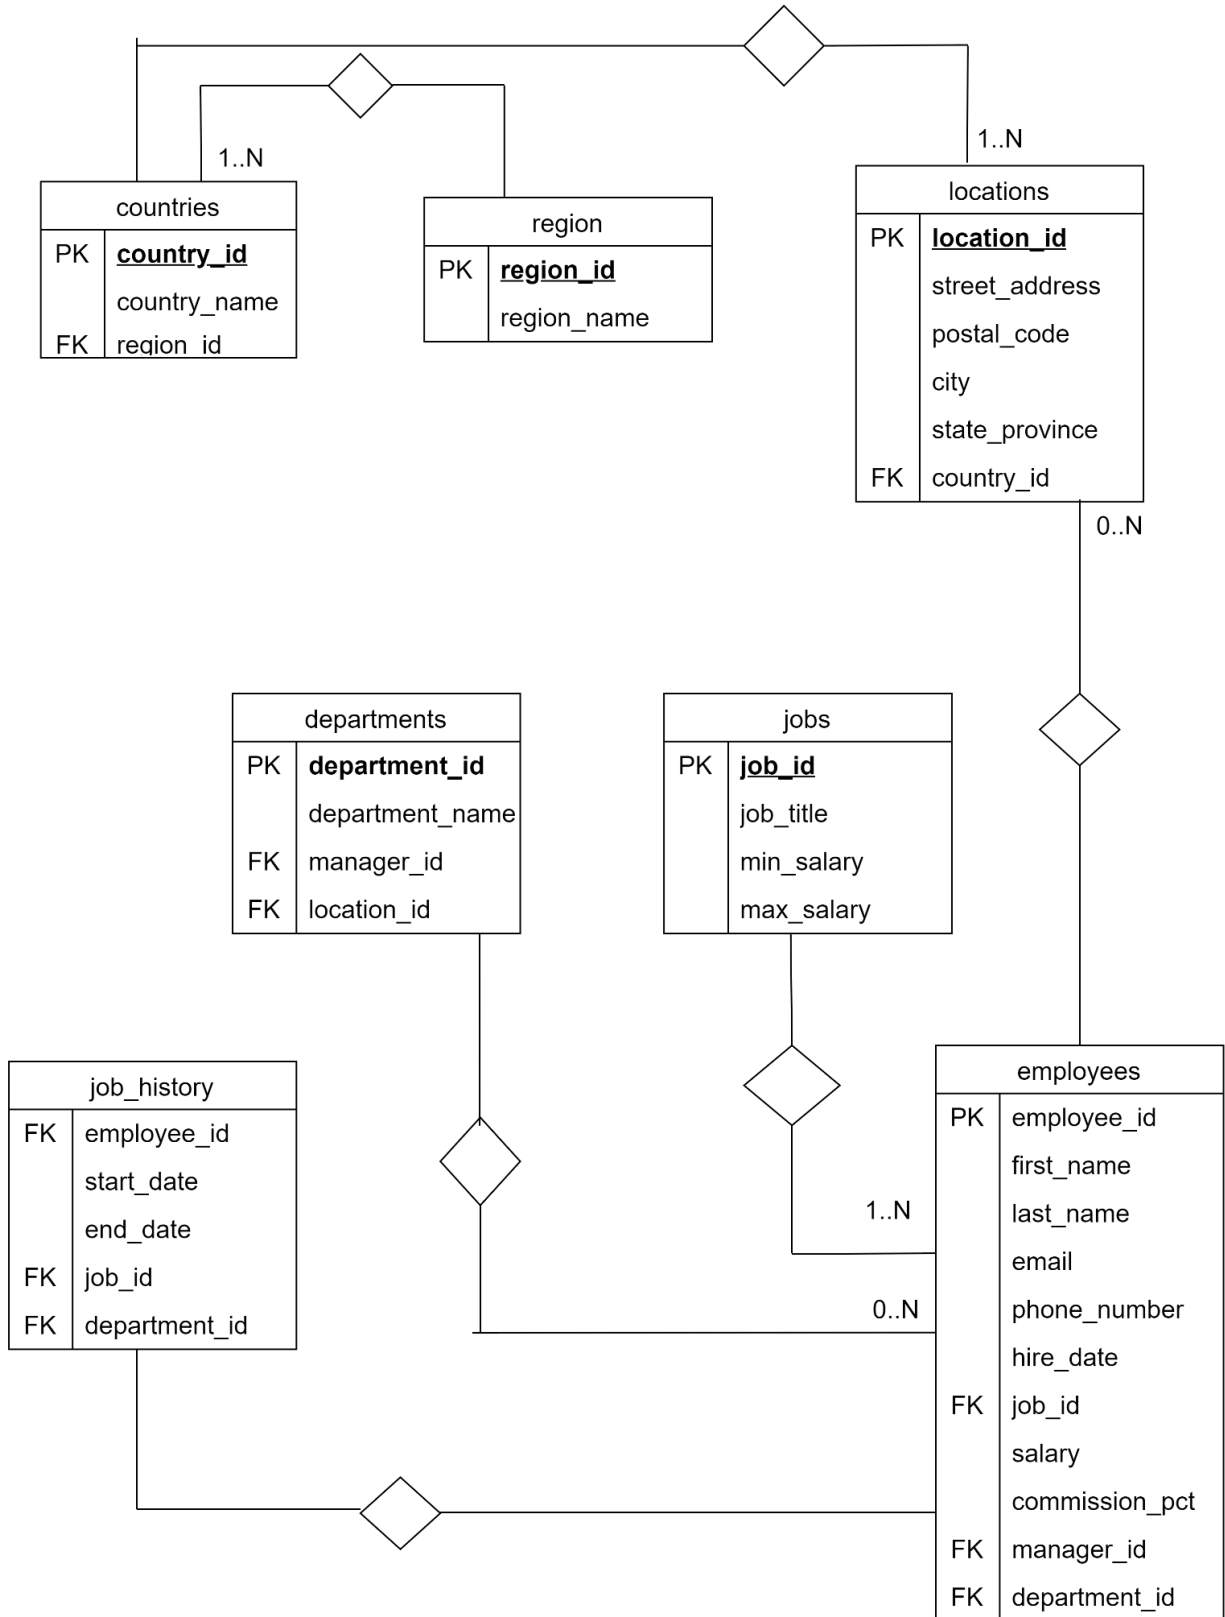 1..N
1..N
countries
PK country_id
country_name
FK region_id
region
PK region_id
region_name
locations
PK location_id
street_address
postal_code
city
state_province
FK country_id
0..N
departments
PK department_id
department_name
FK manager_id
FK location_id
jobs
PK job_id
job_title
min_salary
max_salary
job_history
FK employee_id
start_date
end_date
FK job_id
FK department_id
1..N
0..N
employees
PK employee_id
first_name
last_name
email
phone_number
hire_date
FK job_id
salary
commission_pct
FK manager_id
FK department_id